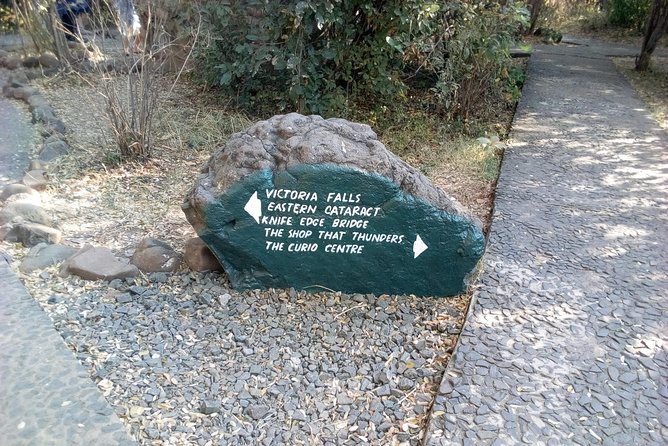 VICTORIA FALLS
EASTERN CATARACT
KNIFE EDGE BRIDGE
THE SHOP THAT THUNDERS
THE CURIO CENTRE